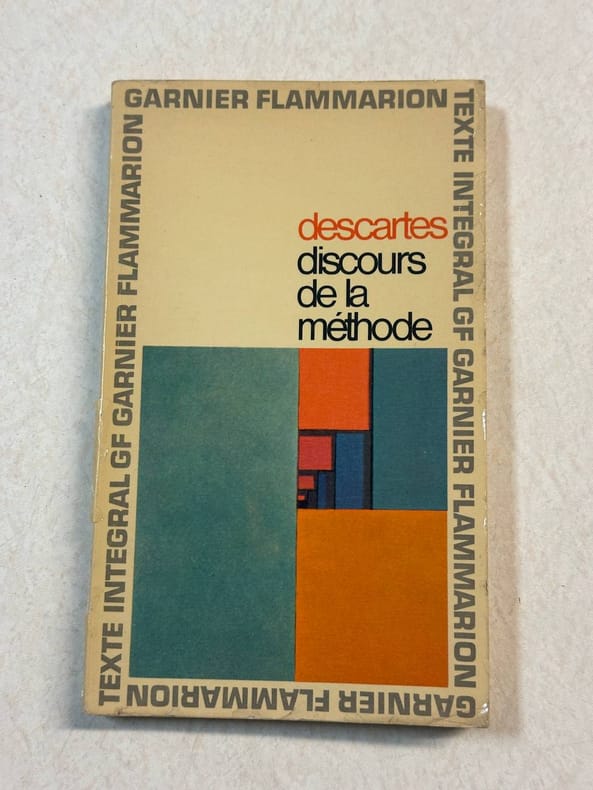 GARNIER FLAMMARION
TEXTE INTEGRAL GF GARNIER FLAMMARION
descartes
discours
de la
méthode
GARNIER FLAMMARION
TEXTE INTEGRAL GF GARNIER FLAMMARION